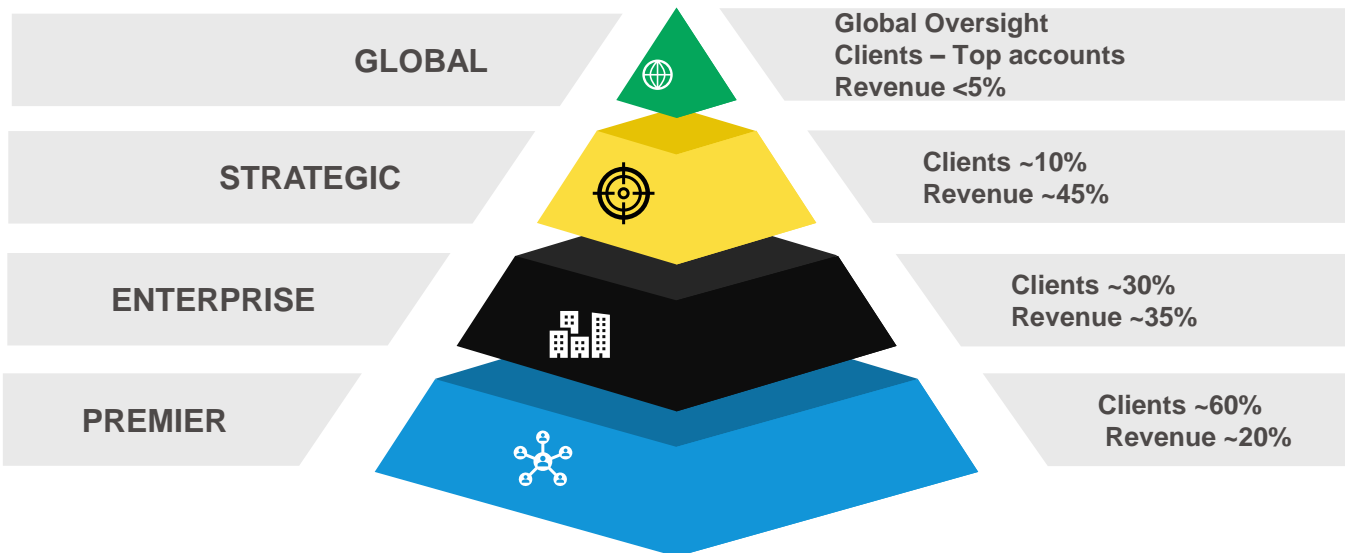 GLOBAL
Global Oversight
Clients – Top accounts
Revenue <5%
STRATEGIC
Clients ~10%
Revenue ~45%
ENTERPRISE
Clients ~30%
Revenue ~35%
PREMIER
Clients ~60%
Revenue ~20%